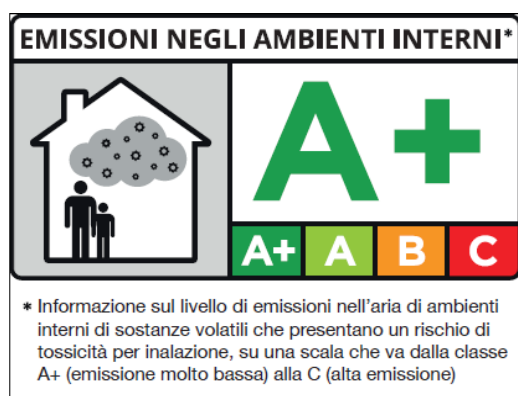 EMISSIONI NEGLI AMBIENTI INTERNI*
A+
A+ A B C
* Informazione sul livello di emissioni nell'aria di ambienti
interni di sostanze volatili che presentano un rischio di
tossicità per inalazione, su una scala che va dalla classe
A+ (emissione molto bassa) alla C (alta emissione)